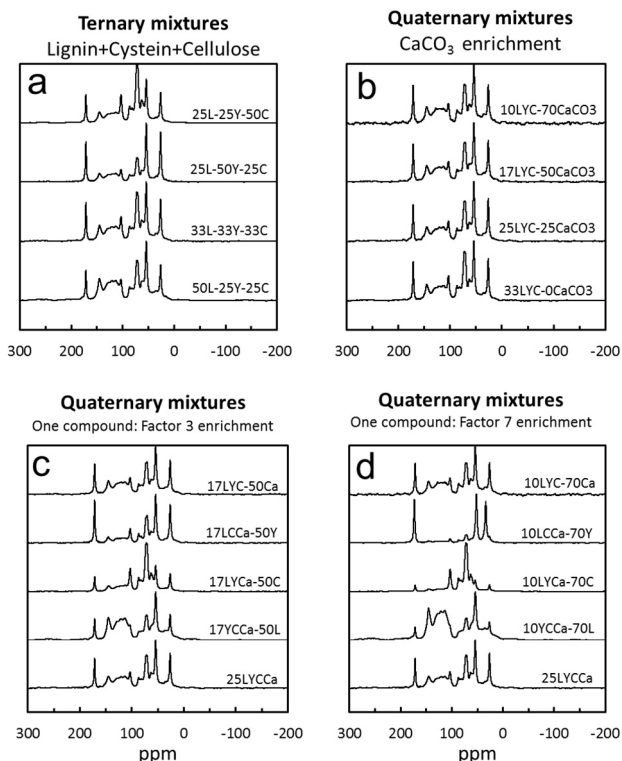 Ternary mixtures
Lignin+Cystein+Cellulose
a
25L-25Y-50C
25L-50Y-25C
33L-33Y-33C
50L-25Y-25C
300 200 100 0 -100 -200
Quaternary mixtures
CaCO₃ enrichment
b
10LYC-70CaCO3
17LYC-50CaCO3
25LYC-25CaCO3
33LYC-0CaCO3
300 200 100 0 -100 -200
Quaternary mixtures
One compound: Factor 3 enrichment
c
17LYC-50Ca
17LCCa-50Y
17LYCa-50C
17YCCa-50L
25LYCCa
300 200 100 0 -100 -200
ppm
Quaternary mixtures
One compound: Factor 7 enrichment
d
10LYC-70Ca
10LCCa-70Y
10LYCa-70C
10YCCa-70L
25LYCCa
300 200 100 0 -100 -200
ppm